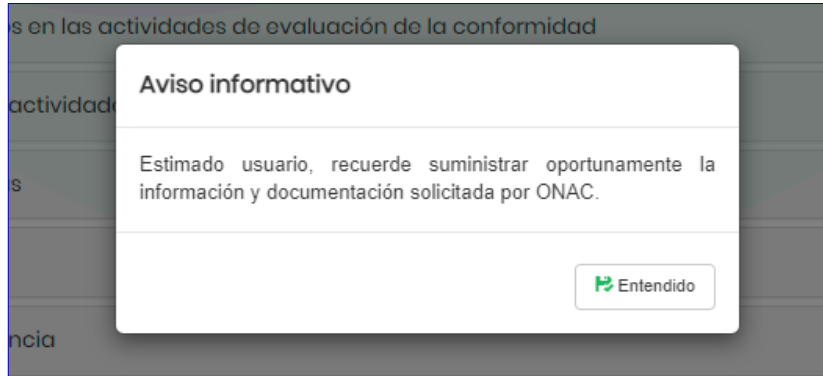 s en las actividades de evaluación de la conformidad
Aviso informativo
actividad
Estimado usuario, recuerde suministrar oportunamente la
información y documentación solicitada por ONAC.
s
Entendido
ncia